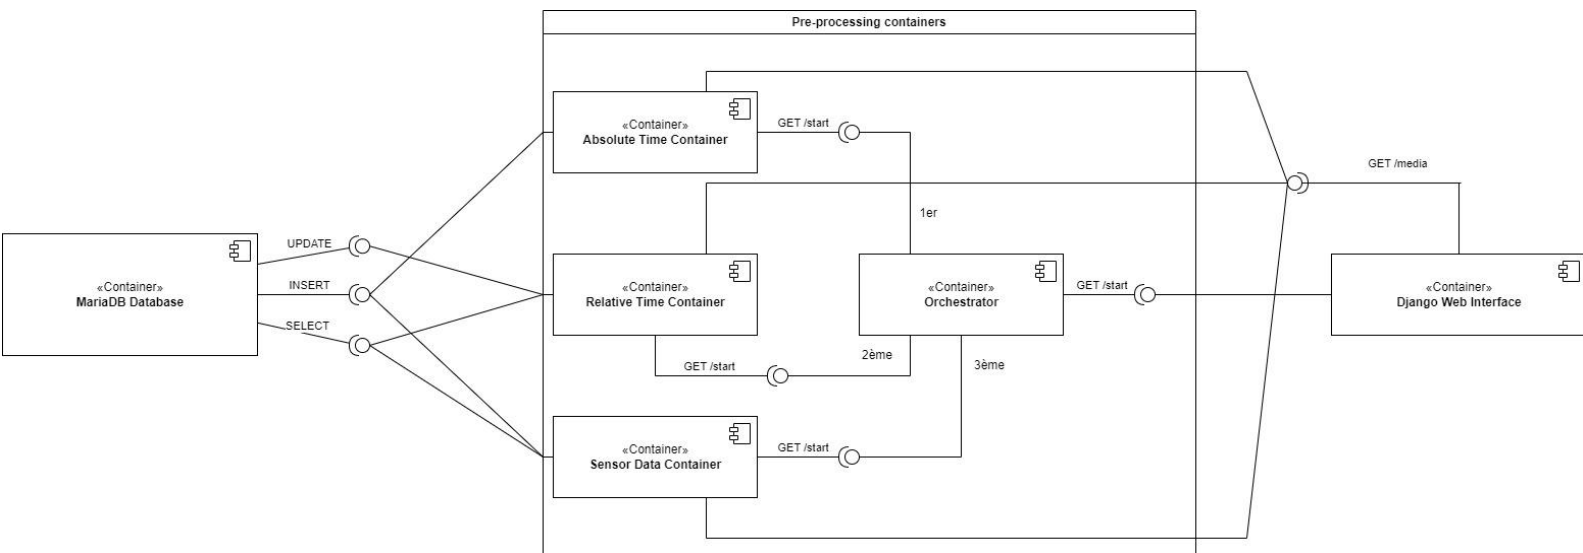 Pre-processing containers
«Container»
Absolute Time Container
GET /start
GET /media
1er
UPDATE
INSERT
SELECT
«Container»
MariaDB Database
«Container»
Relative Time Container
«Container»
Orchestrator
GET /start
«Container»
Django Web Interface
GET /start
2ème
3ème
«Container»
Sensor Data Container
GET /start